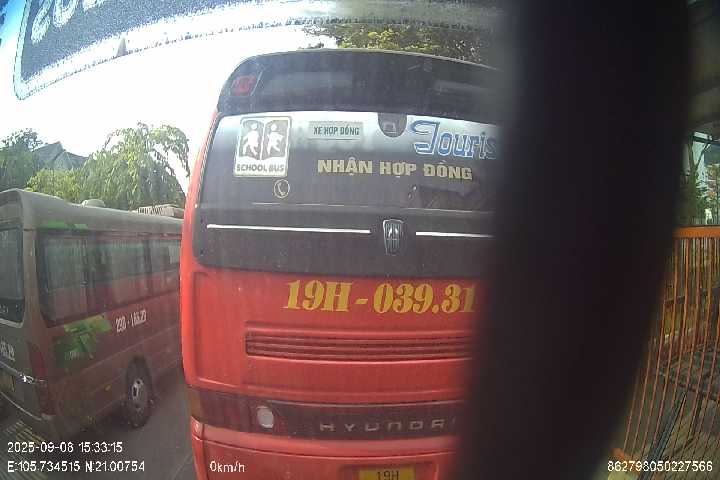 XE HỢP ĐỒNG
Touris
SCHOOL BUS
NHẬN HỢP ĐỒNG
19H - 039.31
HYUNDAI
19H
2025-09-08 15:33:15
E:105.734515 N:21.00754
0km/h
862798050227566